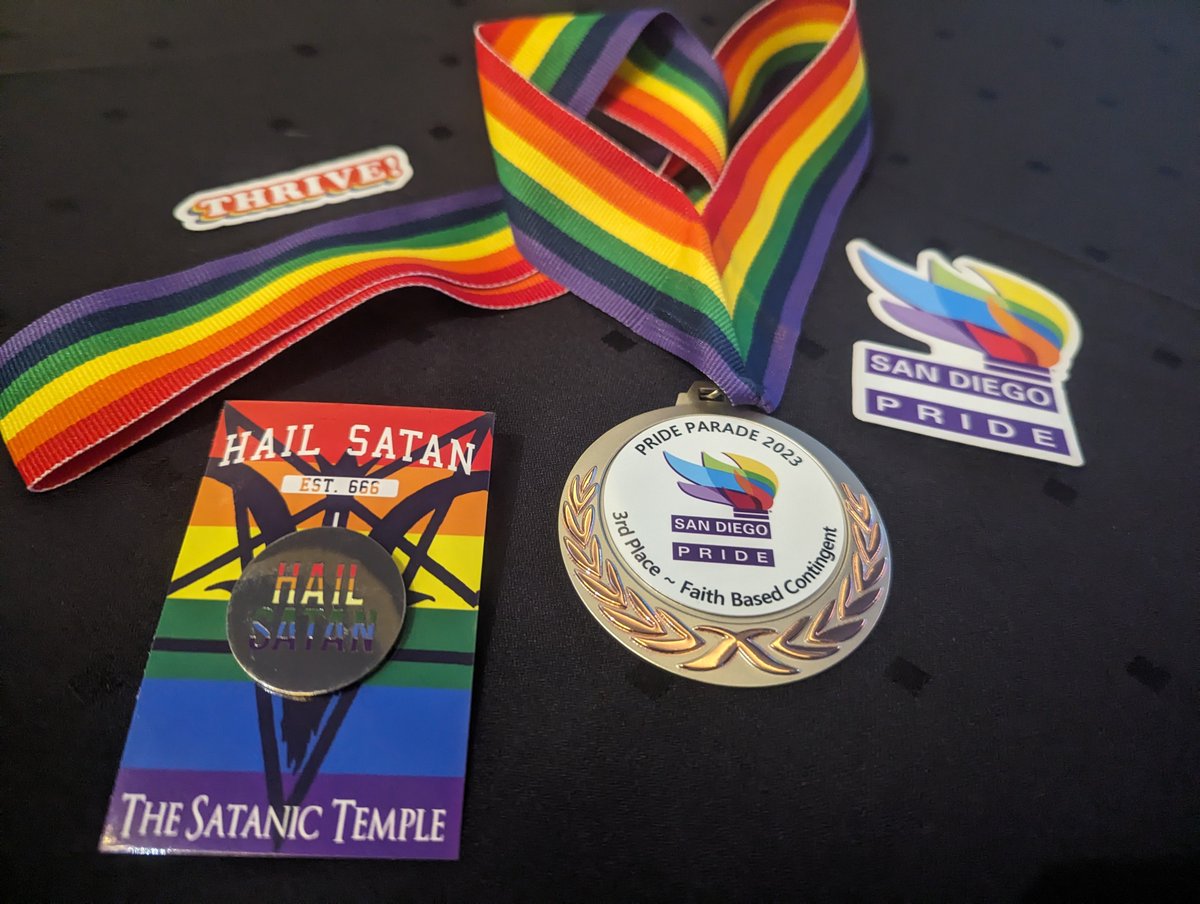 THRIVE!
HAIL SATAN
EST. 666
HAIL
SATAN
THE SATANIC TEMPLE
PRIDE PARADE 2023
SAN DIEGO
PRIDE
3rd Place ~ Faith Based Contingent
SAN DIEGO
PRIDE